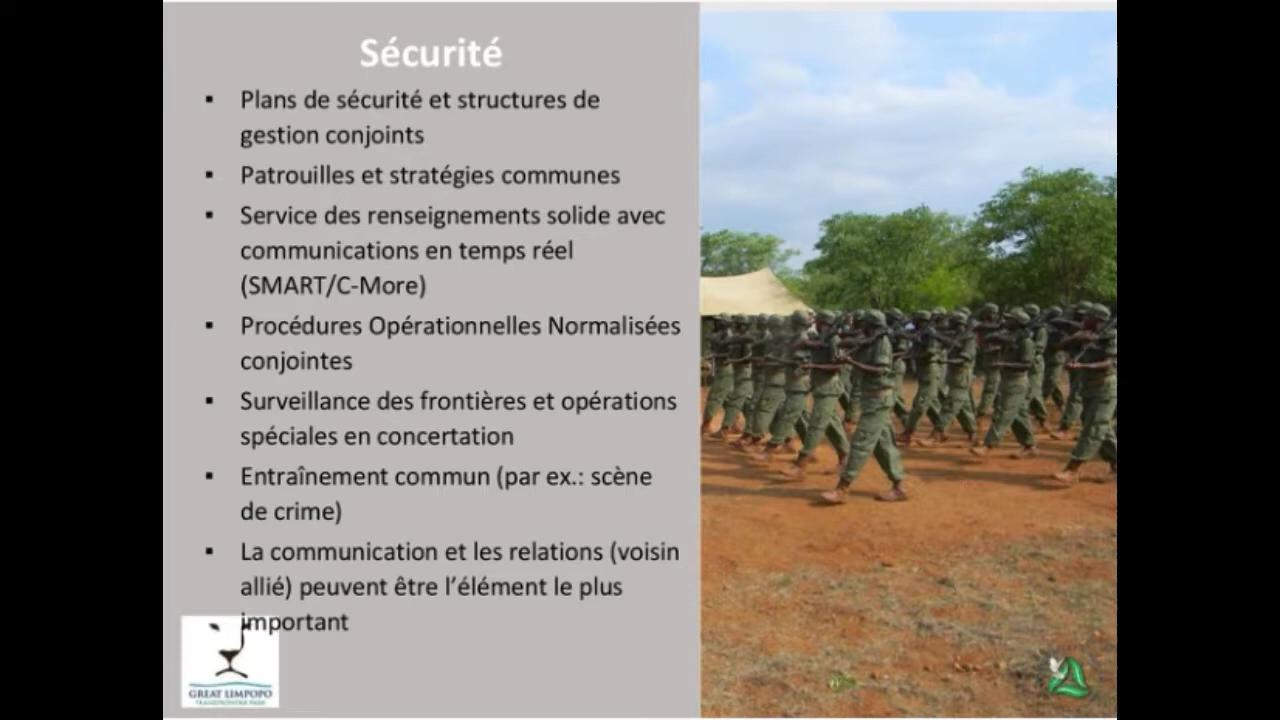 Sécurité
▪ Plans de sécurité et structures de
gestion conjoints
▪ Patrouilles et stratégies communes
▪ Service des renseignements solide avec
communications en temps réel
(SMART/C-More)
▪ Procédures Opérationnelles Normalisées
conjointes
▪ Surveillance des frontières et opérations
spéciales en concertation
▪ Entraînement commun (par ex.: scène
de crime)
▪ La communication et les relations (voisin
allié) peuvent être l’élément le plus
important
GREAT LIMPOPO
TRANSFRONTIER PARK